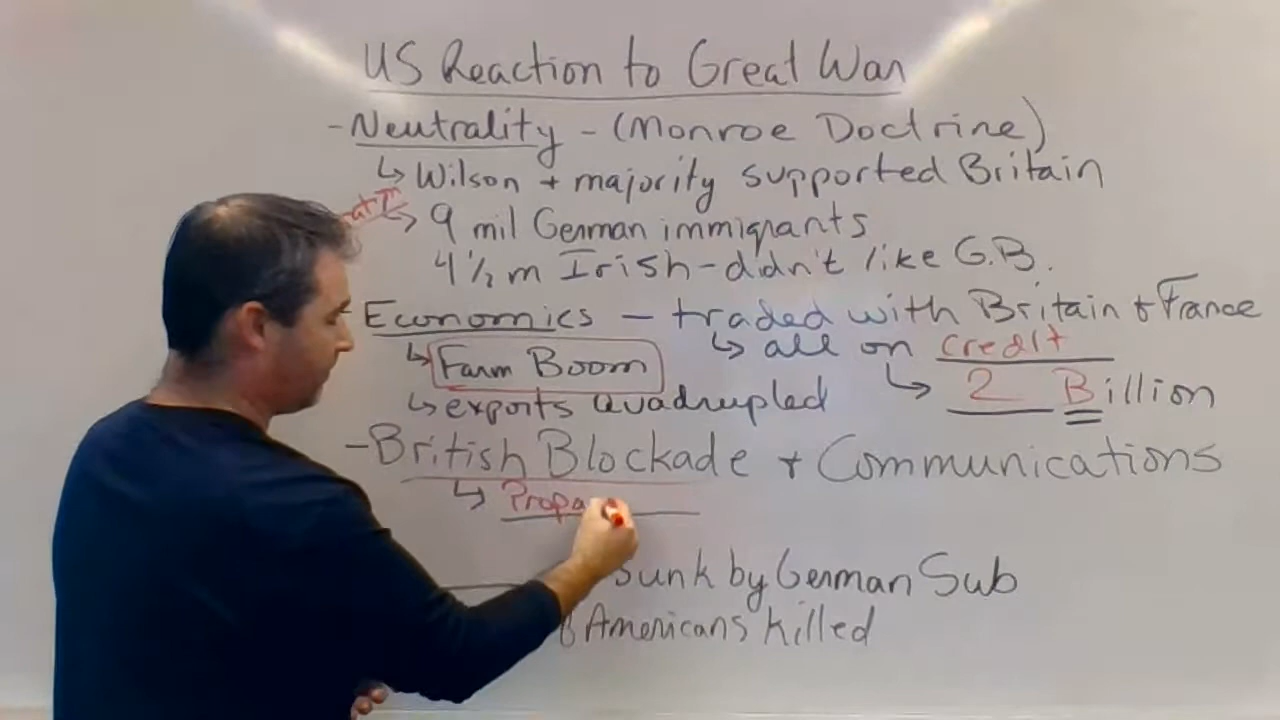 US Reaction to Great War
- Neutrality - (Monroe Doctrine)
↳ Wilson + majority supported Britain
↳ 9 mil German immigrants
4 ½ m Irish - didn't like G.B.
- Economics - traded with Britain + France
↳ all on credit
↳ Farm Boom
↳ 2 Billion
↳ exports quadrupled
- British Blockade + Communications
↳ Propa
Sunk by German Sub
Americans killed